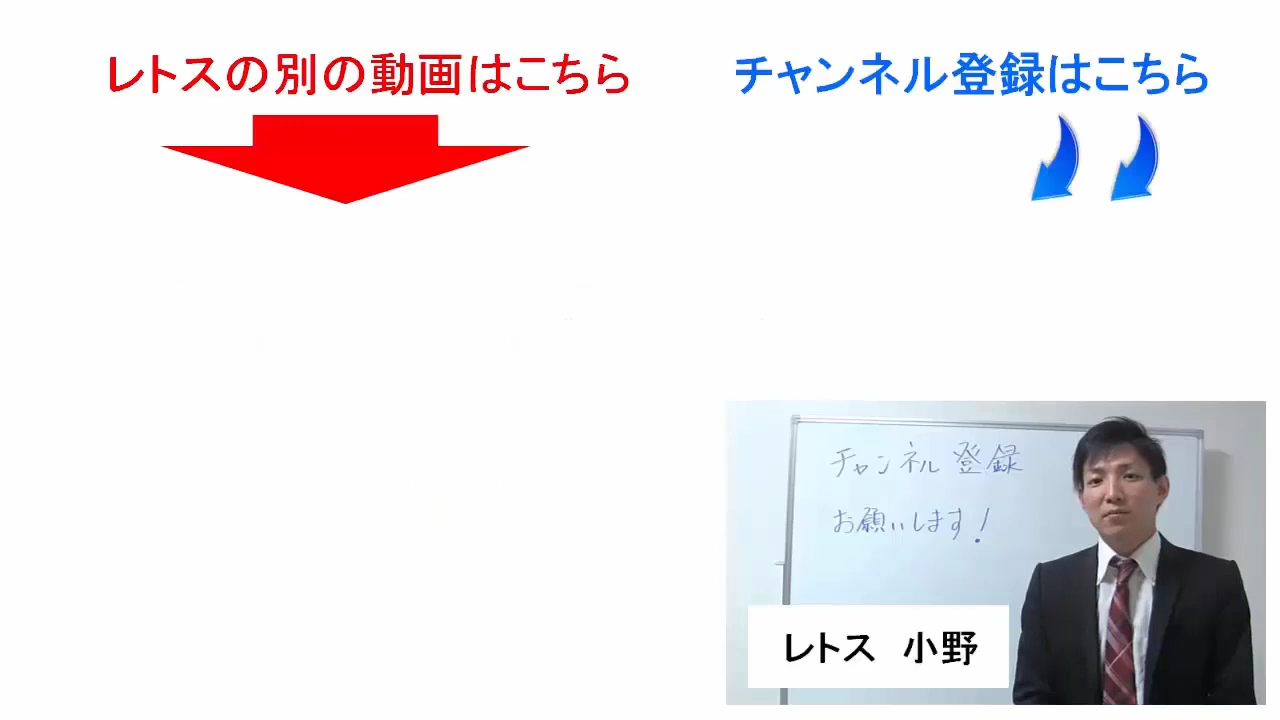 レトスの別の動画はこちら
チャンネル登録はこちら
チャンネル登録
お願いします!
レトス 小野